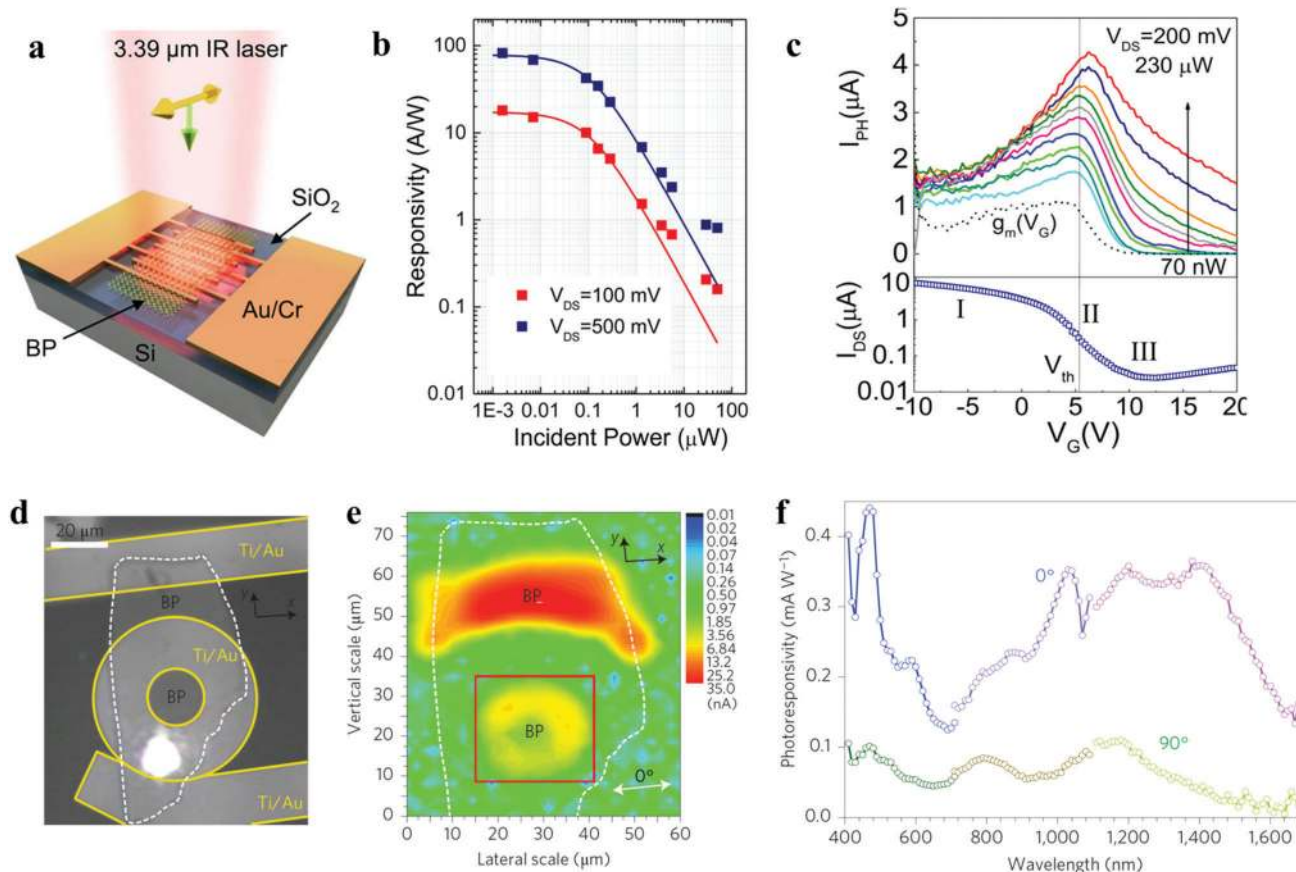 a
3.39 µm IR laser
SiO2
BP
Si
Au/Cr
b
Responsivity (A/W)
100
10
1
0.1
0.01
VDS=100 mV
VDS=500 mV
1E-3 0.01 0.1 1 10 100
Incident Power (µW)
c
IPH(µA)
5
4
3
2
1
0
VDS=200 mV
230 µW
gm(VG)
70 nW
IDS(µA)
10
1
0.1
0.01
I
II
III
Vth
-10 -5 0 5 10 15 20
VG(V)
d
20 µm
Ti/Au
BP
y
x
Ti/Au
BP
Ti/Au
e
Vertical scale (µm)
70
60
50
40
30
20
10
0
y
x
BP
BP
0°
0 10 20 30 40 50 60
Lateral scale (µm)
0.01
0.02
0.04
0.07
0.14
0.26
0.50
0.97
1.85
3.56
6.84
13.2
25.2
35.0
(nA)
f
Photoresponsivity (mA W⁻¹)
0.4
0.3
0.2
0.1
0.0
0°
90°
400 600 800 1,000 1,200 1,400 1,600
Wavelength (nm)